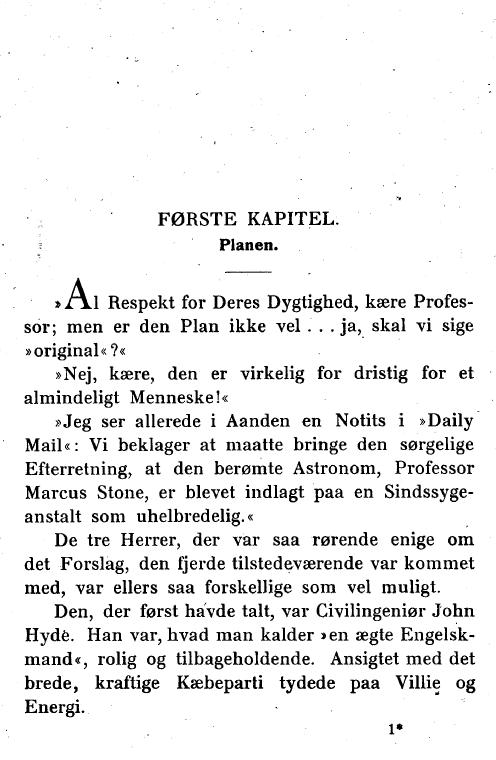 FØRSTE KAPITEL.
Planen.
»Al Respekt for Deres Dygtighed, kære Profes-
sor; men er den Plan ikke vel . . . ja, skal vi sige
»original«?«
»Nej, kære, den er virkelig for dristig for et
almindeligt Menneske!«
»Jeg ser allerede i Aanden en Notits i »Daily
Mail«: Vi beklager at maatte bringe den sørgelige
Efterretning, at den berømte Astronom, Professor
Marcus Stone, er blevet indlagt paa en Sindssyge-
anstalt som uhelbredelig.«
De tre Herrer, der var saa rørende enige om
det Forslag, den fjerde tilstedeværende var kommet
med, var ellers saa forskellige som vel muligt.
Den, der først havde talt, var Civilingeniør John
Hyde. Han var, hvad man kalder »en ægte Engelsk-
mand«, rolig og tilbageholdende. Ansigtet med det
brede, kraftige Kæbeparti tydede paa Villie og
Energi.
1*